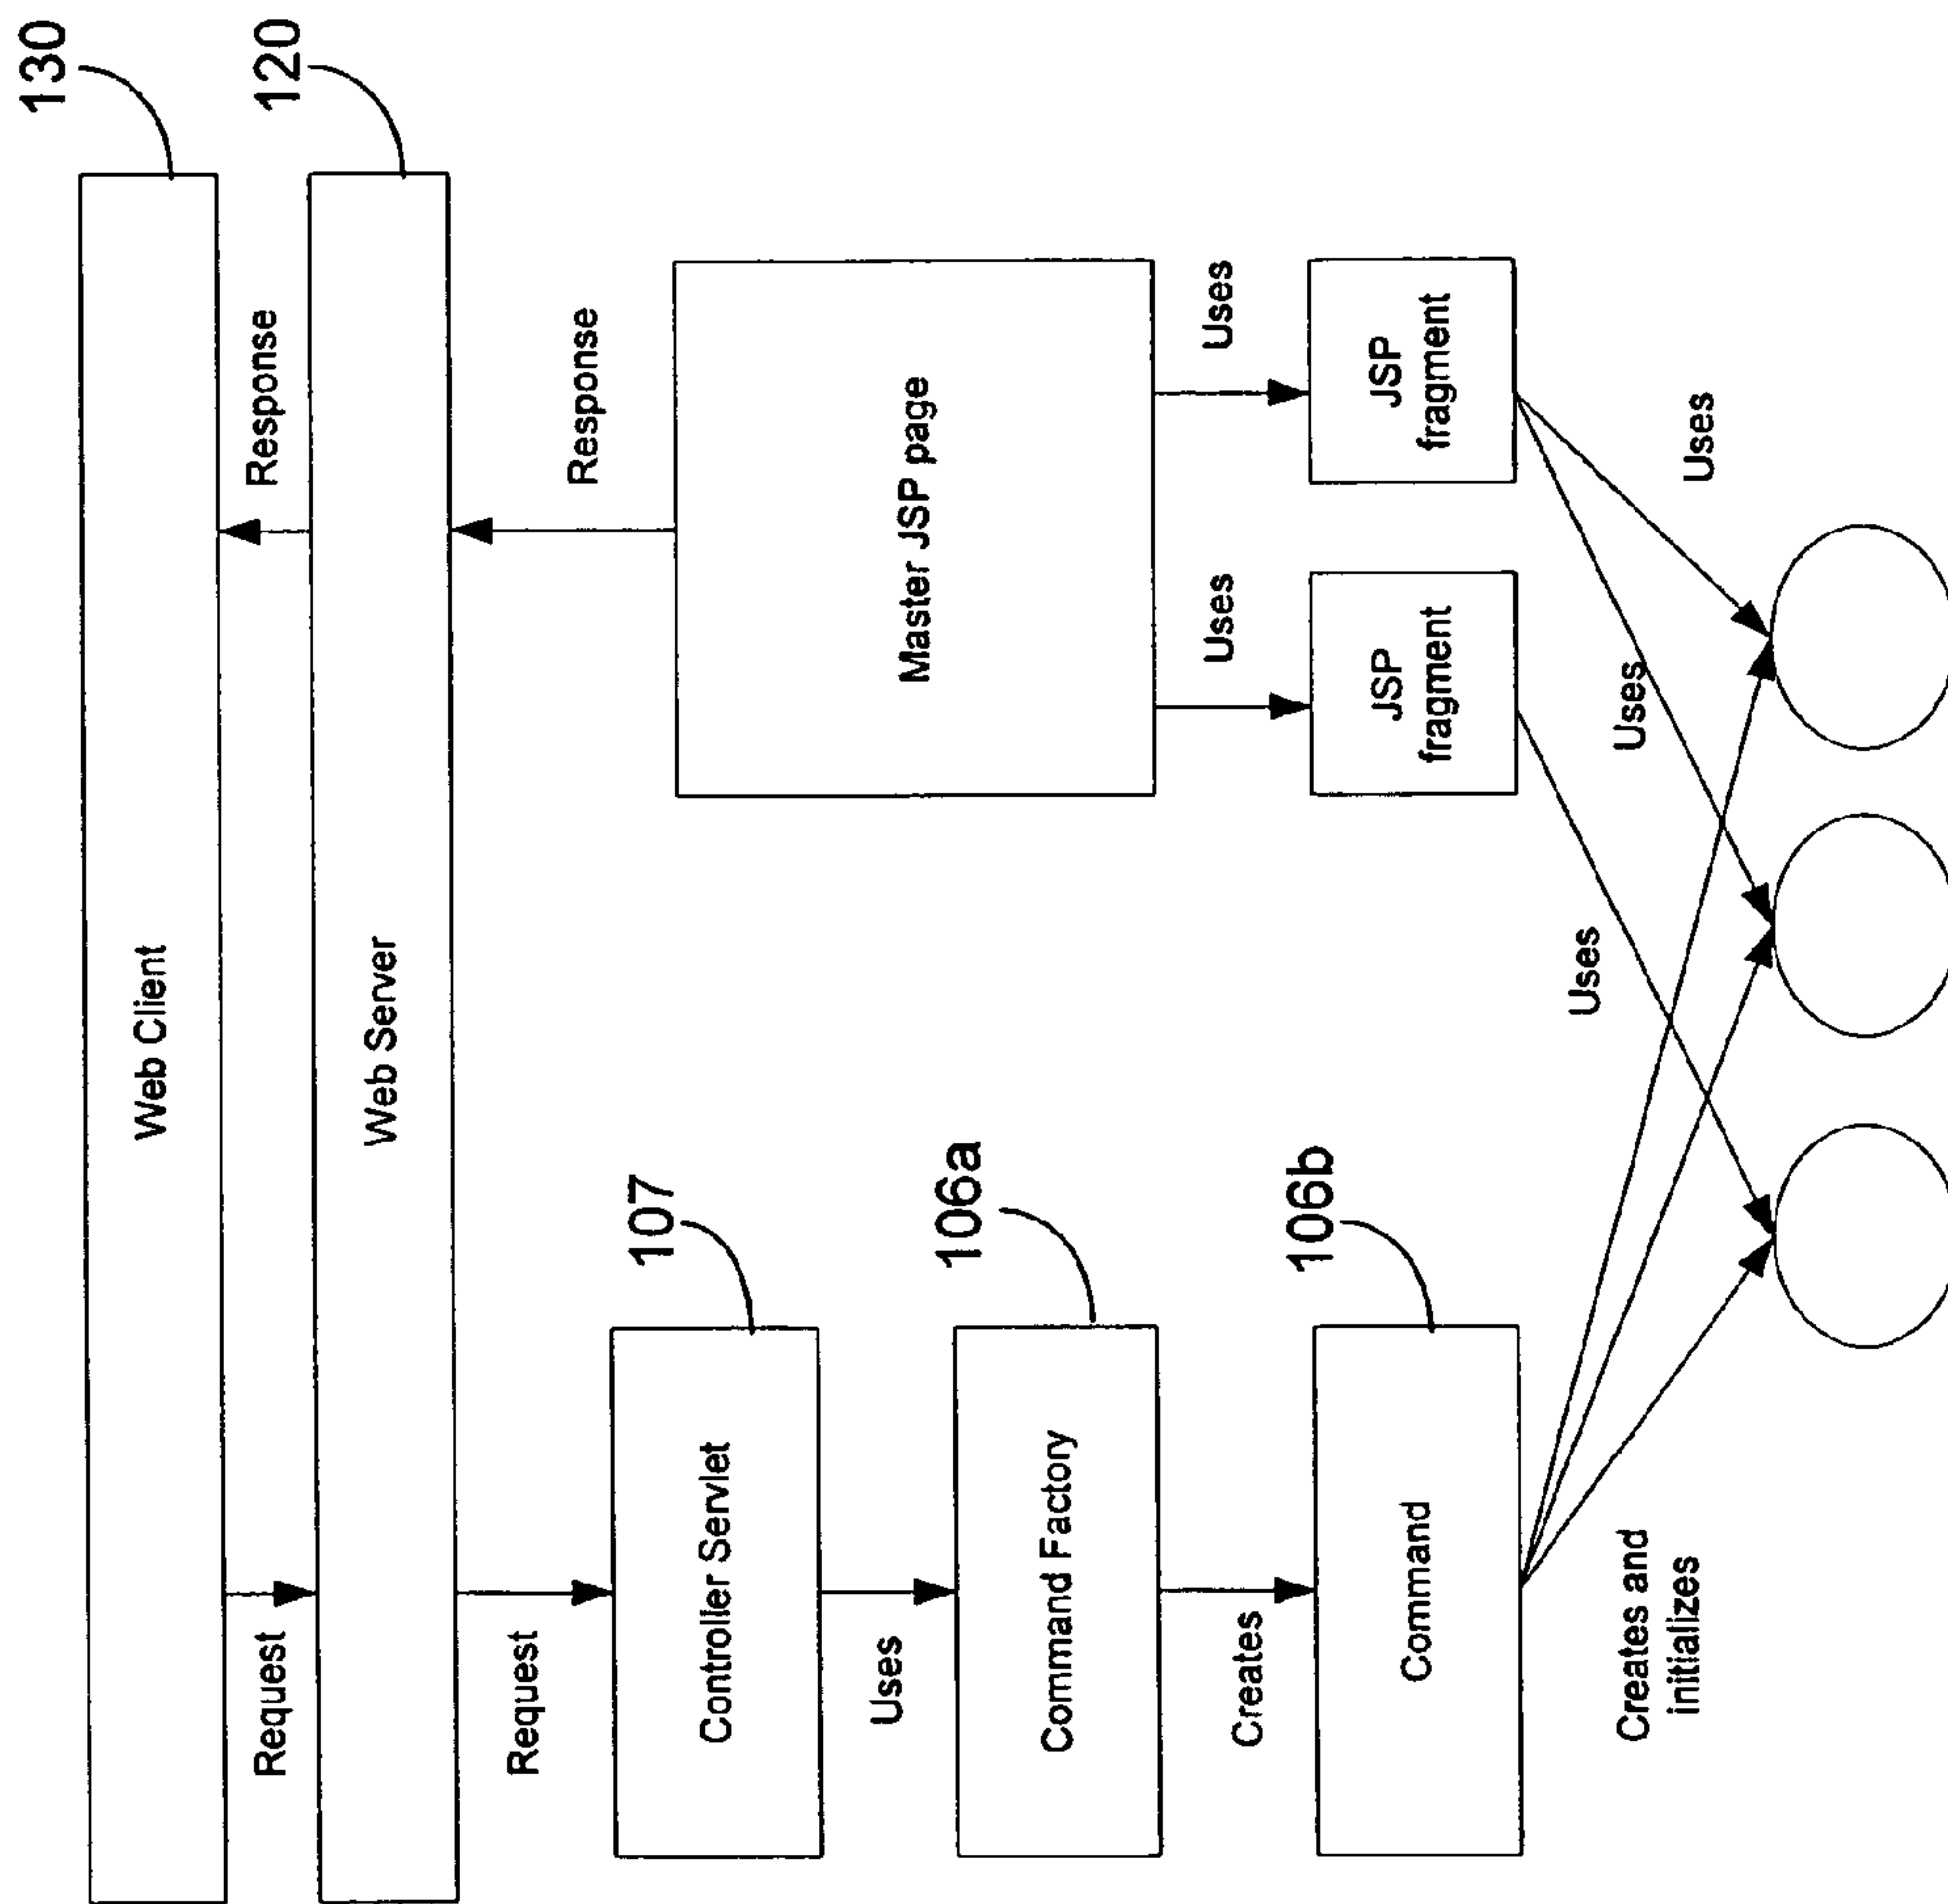 130
Web Client
Request
Response
120
Web Server
Request
Response
107
Controller Servlet
Master JSP page
Uses
106a
Command Factory
Uses
Uses
Creates
106b
Command
JSP
fragment
JSP
fragment
Creates and
initializes
Uses
Uses
Uses